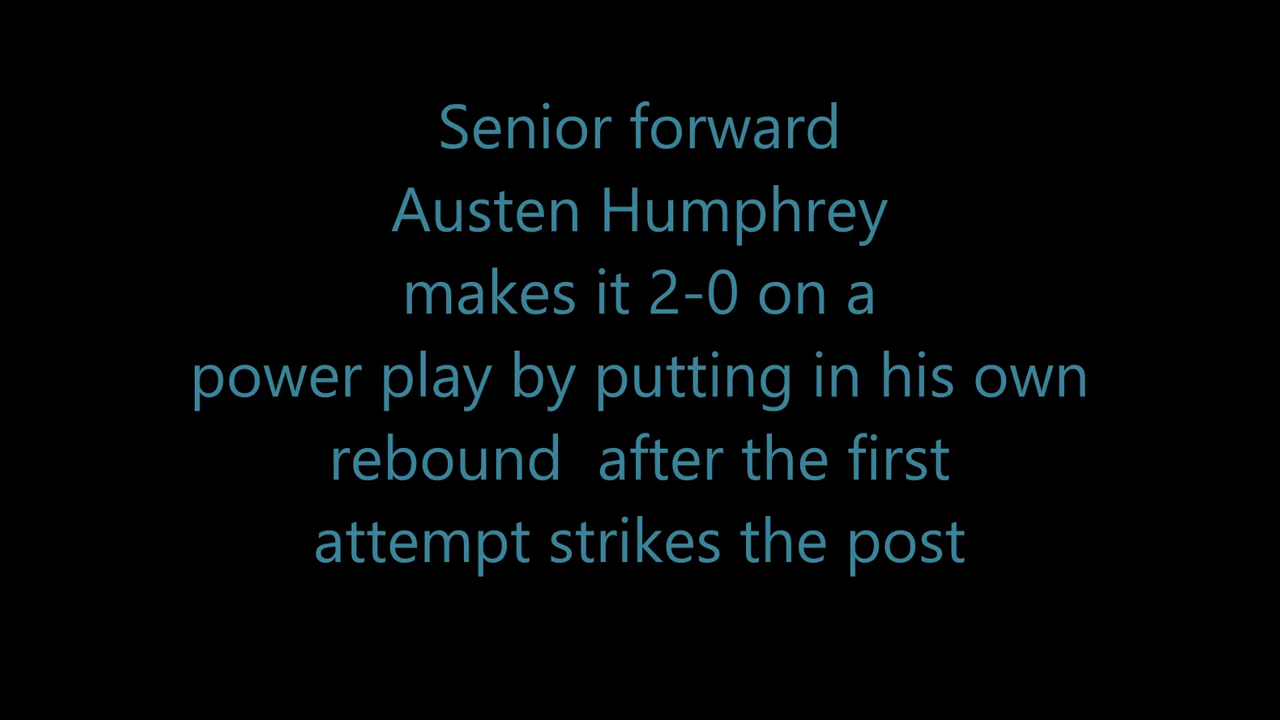 Senior forward
Austen Humphrey
makes it 2-0 on a
power play by putting in his own
rebound  after the first
attempt strikes the post